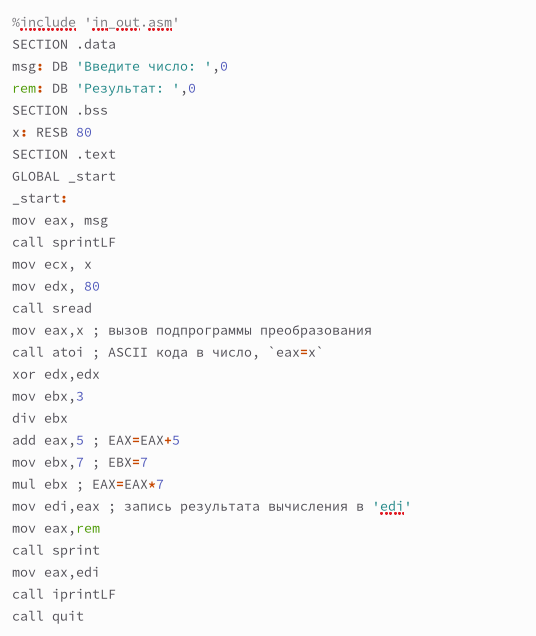 %include 'in_out.asm'
SECTION .data
msg: DB 'Введите число: ',0
rem: DB 'Результат: ',0
SECTION .bss
x: RESB 80
SECTION .text
GLOBAL _start
_start:
mov eax, msg
call sprintLF
mov ecx, x
mov edx, 80
call sread
mov eax,x ; вызов подпрограммы преобразования
call atoi ; ASCII кода в число, `eax=x`
xor edx,edx
mov ebx,3
div ebx
add eax,5 ; EAX=EAX+5
mov ebx,7 ; EBX=7
mul ebx ; EAX=EAX*7
mov edi,eax ; запись результата вычисления в 'edi'
mov eax,rem
call sprint
mov eax,edi
call iprintLF
call quit